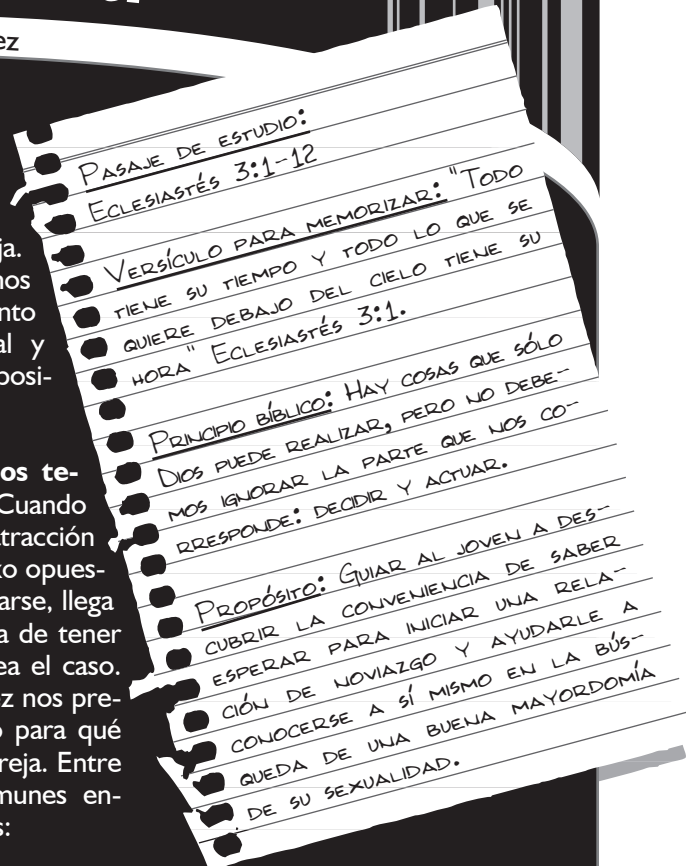 ez
ja.
nos
nto
al y
posi-
os te-
Cuando
tracción
xo opues-
arse, llega
a de tener
ea el caso.
ez nos pre-
o para qué
reja. Entre
munes en-
s:
Pasaje de estudio:
Eclesiastés 3:1-12
Versículo para memorizar: "Todo
tiene su tiempo y todo lo que se
quiere debajo del cielo tiene su
hora" Eclesiastés 3:1.
Principio bíblico: Hay cosas que sólo
Dios puede realizar, pero no debe-
mos ignorar la parte que nos co-
rresponde: decidir y actuar.
Propósito: Guiar al joven a des-
cubrir la conveniencia de saber
esperar para iniciar una rela-
ción de noviazgo y ayudarle a
conocerse a sí mismo en la bús-
queda de una buena mayordomía
de su sexualidad.